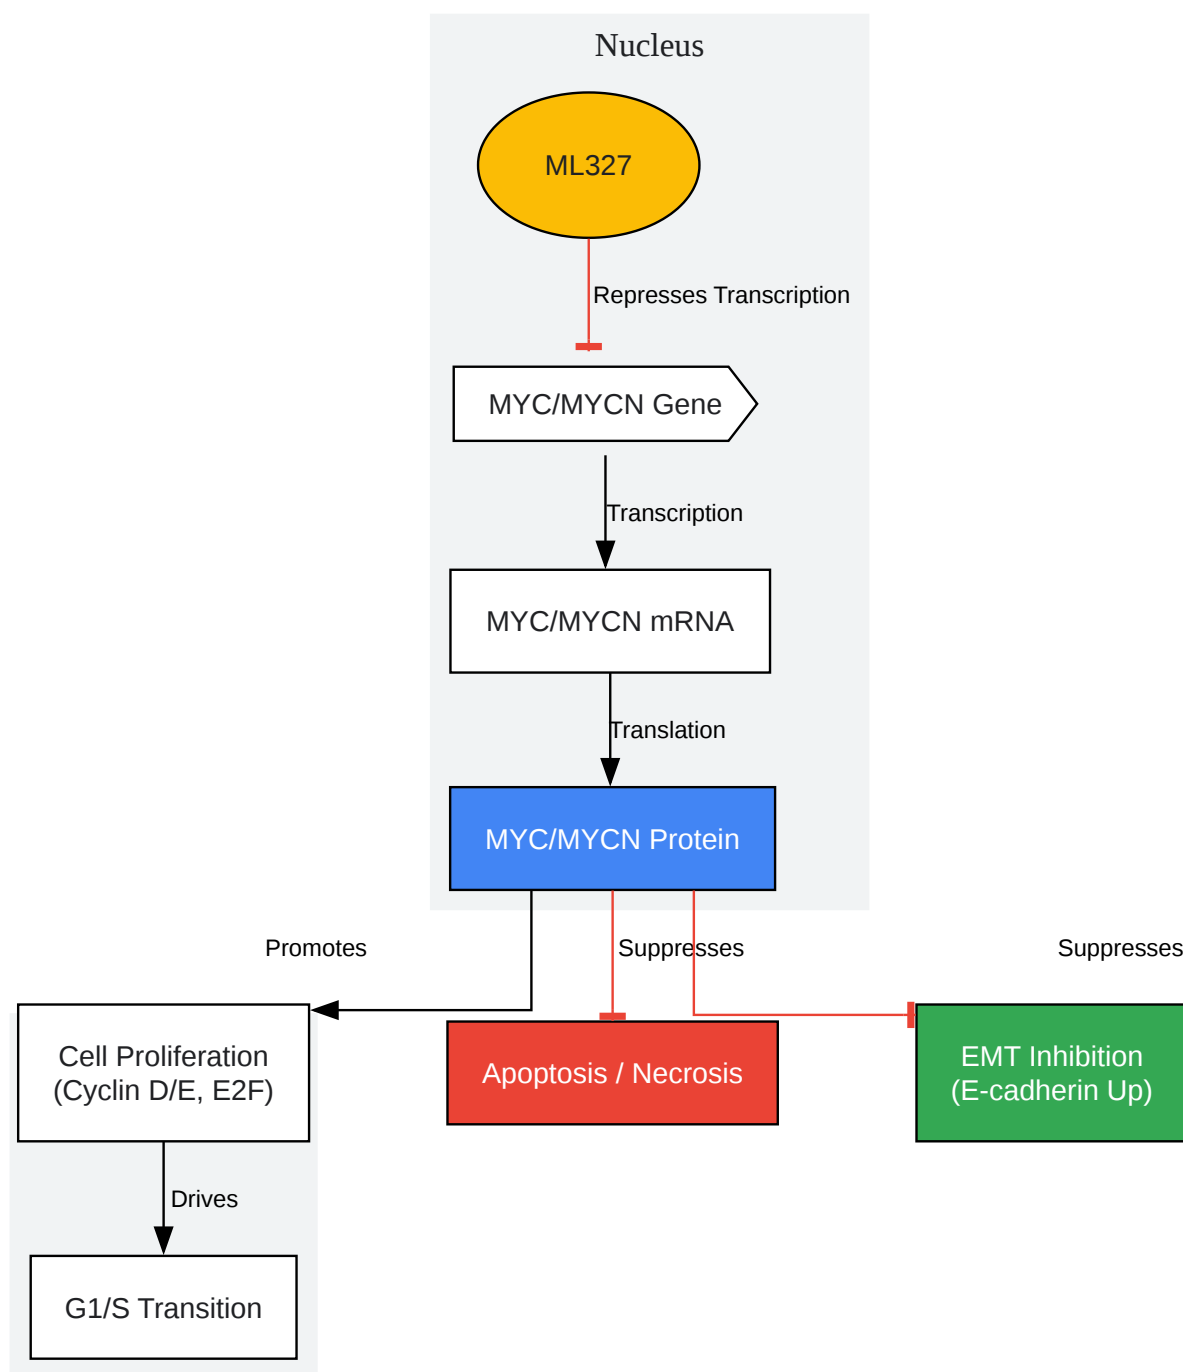 Nucleus
ML327
Represses Transcription
MYC/MYCN Gene
Transcription
MYC/MYCN mRNA
Translation
MYC/MYCN Protein
Promotes
Suppresses
Suppresses
Cell Proliferation
(Cyclin D/E, E2F)
Apoptosis / Necrosis
EMT Inhibition
(E-cadherin Up)
Drives
G1/S Transition